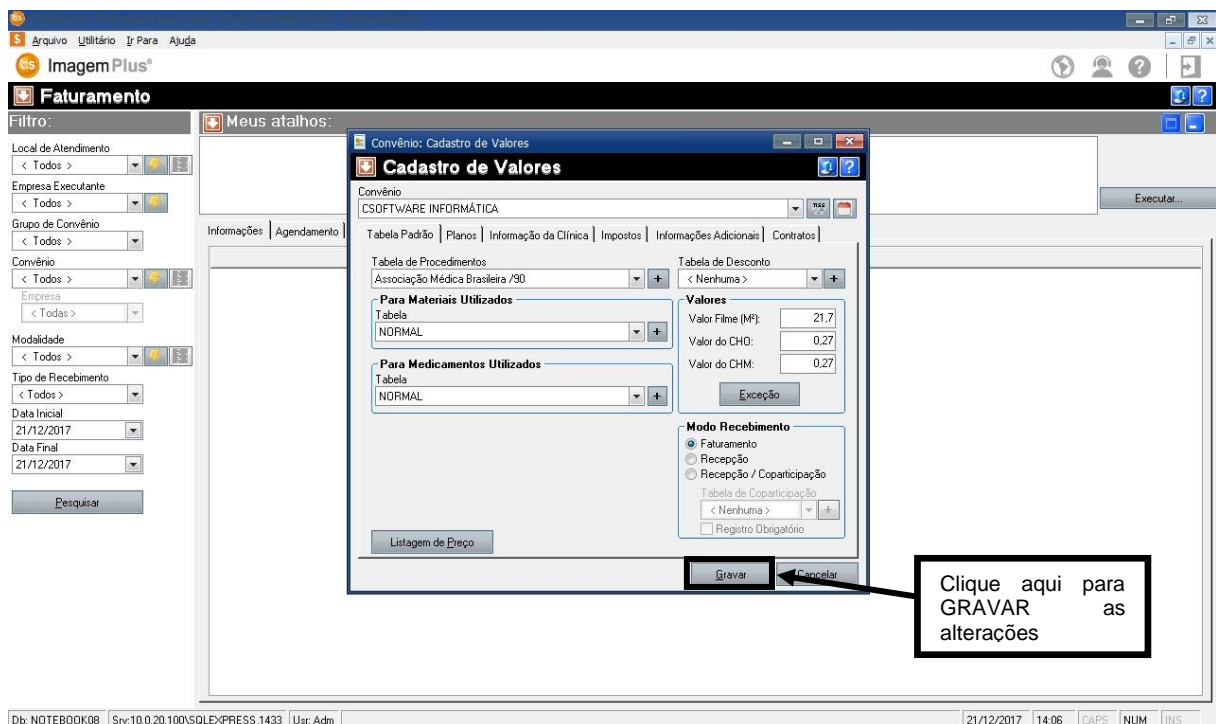 Arquivo Utilitário Ir Para Ajuda
ImagemPlus®
Faturamento
Filtro:
Meus atalhos:
Local de Atendimento
< Todos >
Empresa Executante
< Todos >
Grupo de Convênio
< Todos >
Convênio
< Todos >
Empresa
< Todas >
Modalidade
< Todos >
Tipo de Recebimento
< Todos >
Data Inicial
21/12/2017
Data Final
21/12/2017
Pesquisar
Executar...
Informações Agendamento
Convênio: Cadastro de Valores
Cadastro de Valores
Convênio
CSOFTWARE INFORMÁTICA
Tabela Padrão Planos Informação da Clínica Impostos Informações Adicionais Contratos
Tabela de Procedimentos
Associação Médica Brasileira /90
Tabela de Desconto
< Nenhuma >
Para Materiais Utilizados
Tabela
NORMAL
Para Medicamentos Utilizados
Tabela
NORMAL
Valores
Valor Filme (M²): 21,7
Valor do CHO: 0,27
Valor do CHM: 0,27
Exceção
Modo Recebimento
Faturamento
Recepção
Recepção / Coparticipação
Tabela de Coparticipação
< Nenhuma >
Registro Obrigatório
Listagem de Preço
Gravar Cancelar
Clique aqui para
GRAVAR as
alterações
Db: NOTEBOOK08 Srv:10.0.20.100\SQLEXPRESS,1433 Usr: Adm 21/12/2017 14:06 CAPS NUM INS